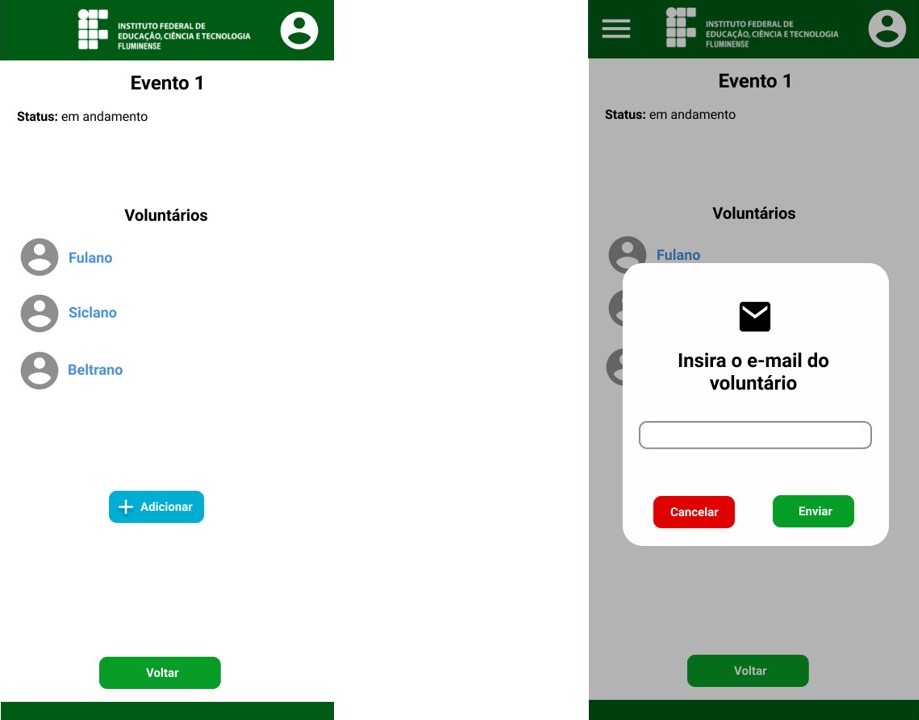 INSTITUTO FEDERAL DE
EDUCAÇÃO, CIÊNCIA E TECNOLOGIA
FLUMINENSE
Evento 1
Status: em andamento
Voluntários
Fulano
Siclano
Beltrano
Adicionar
Voltar
INSTITUTO FEDERAL DE
EDUCAÇÃO, CIÊNCIA E TECNOLOGIA
FLUMINENSE
Evento 1
Status: em andamento
Voluntários
Fulano
Insira o e-mail do
voluntário
Cancelar
Enviar
Voltar